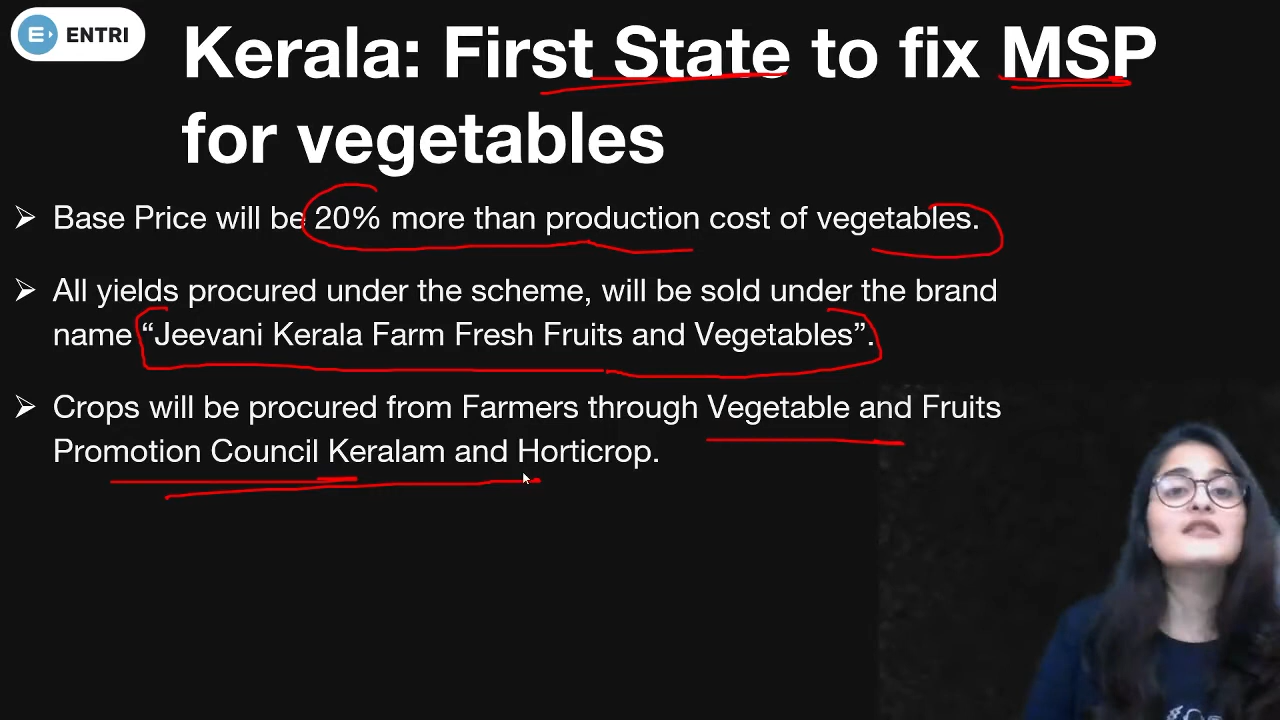 ENTRI
Kerala: First State to fix MSP
for vegetables
➢ Base Price will be 20% more than production cost of vegetables.
➢ All yields procured under the scheme, will be sold under the brand
name “Jeevani Kerala Farm Fresh Fruits and Vegetables”.
➢ Crops will be procured from Farmers through Vegetable and Fruits
Promotion Council Keralam and Horticrop.